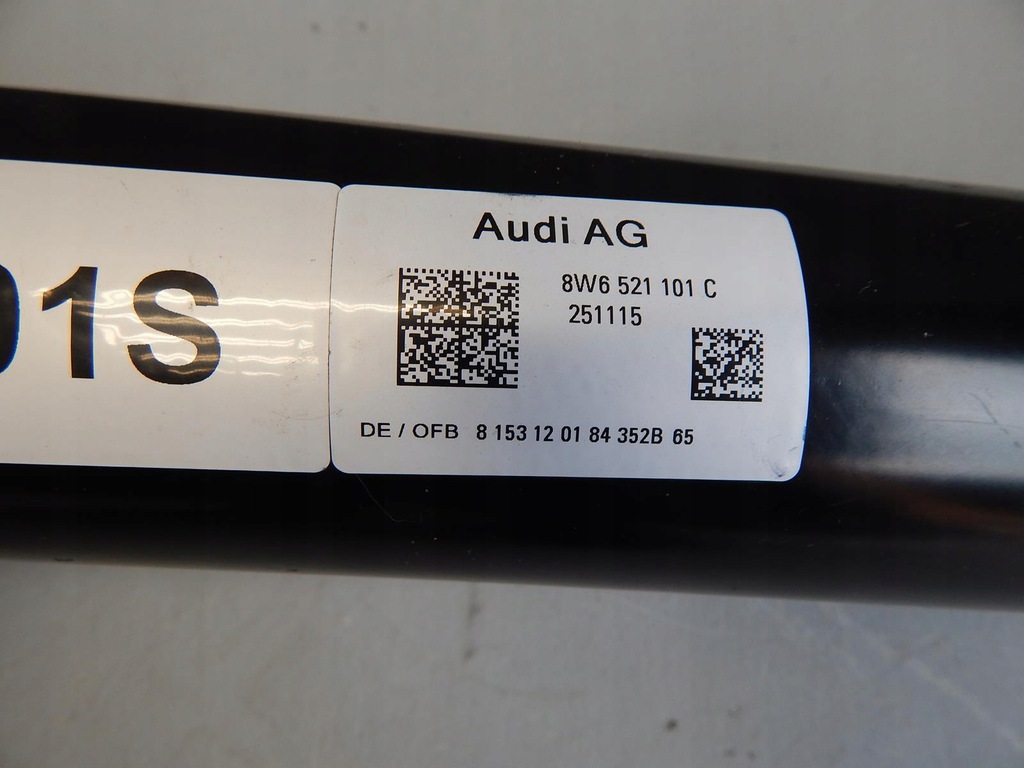 01S
Audi AG
8W6 521 101 C
251115
DE / OFB 8 153 12 01 84 352B 65